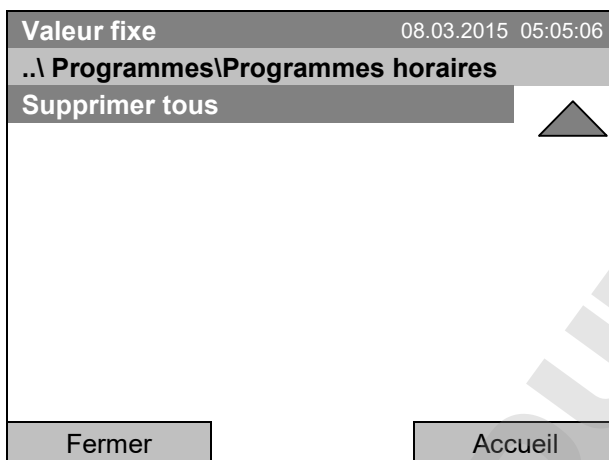 Valeur fixe 08.03.2015 05:05:06
..\ Programmes\Programmes horaires
Supprimer tous
Fermer Accueil